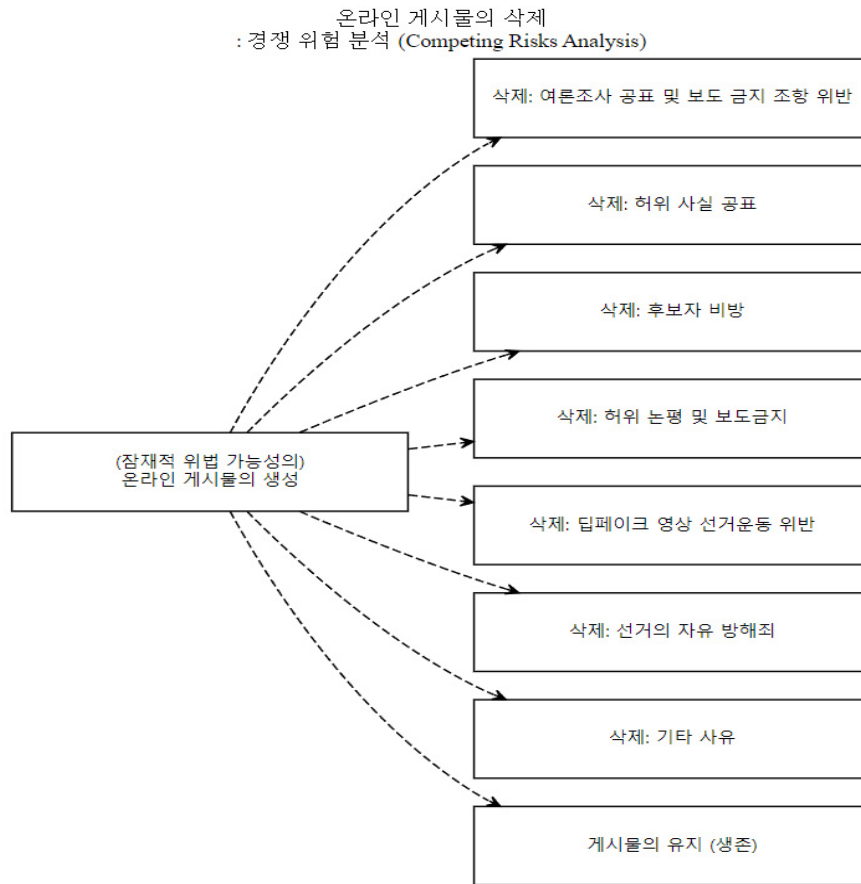 온라인 게시물의 삭제
: 경쟁 위험 분석 (Competing Risks Analysis)
삭제: 여론조사 공표 및 보도 금지 조항 위반
삭제: 허위 사실 공표
삭제: 후보자 비방
삭제: 허위 논평 및 보도금지
(잠재적 위법 가능성의)
온라인 게시물의 생성
삭제: 딥페이크 영상 선거운동 위반
삭제: 선거의 자유 방해죄
삭제: 기타 사유
게시물의 유지 (생존)